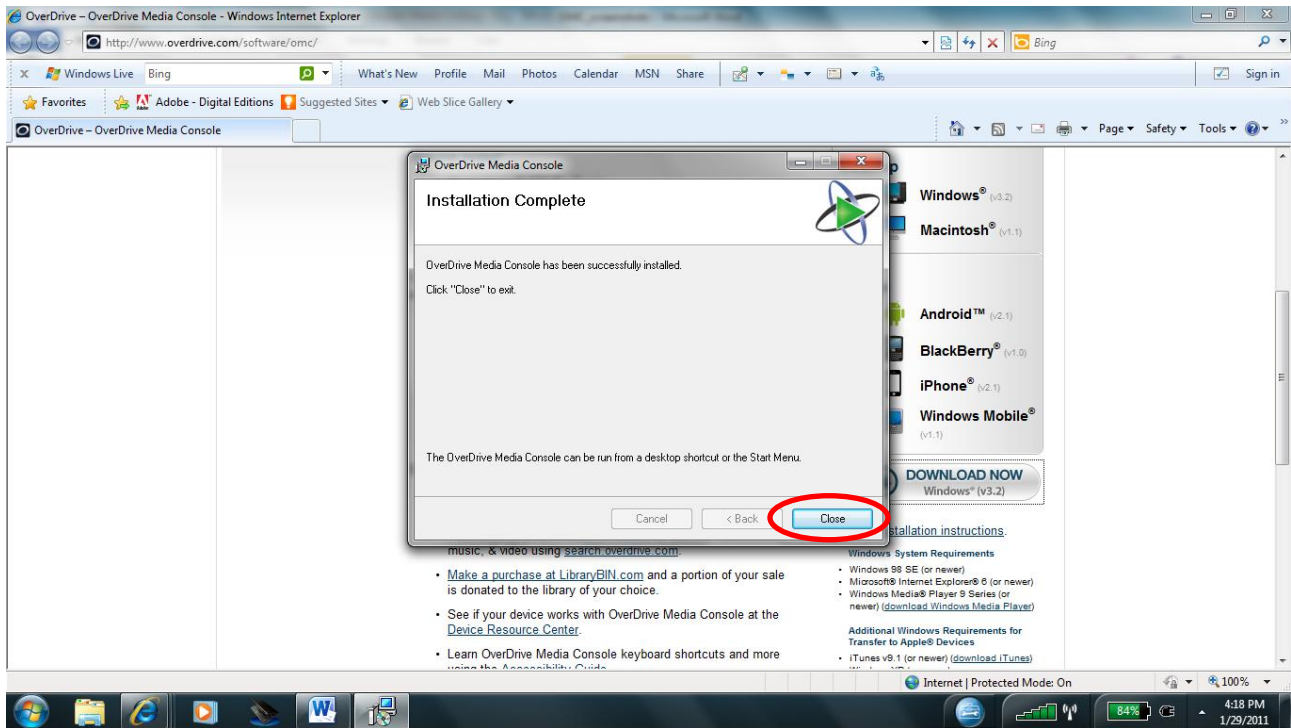 OverDrive – OverDrive Media Console - Windows Internet Explorer
http://www.overdrive.com/software/omc/
Bing
x Windows Live Bing What's New Profile Mail Photos Calendar MSN Share Sign in
Favorites Adobe - Digital Editions Suggested Sites Web Slice Gallery
OverDrive – OverDrive Media Console Page Safety Tools »
OverDrive Media Console
Installation Complete
OverDrive Media Console has been successfully installed.
Click "Close" to exit.
The OverDrive Media Console can be run from a desktop shortcut or the Start Menu.
Cancel < Back Close
Windows® (v3.2)
Macintosh® (v1.1)
Android™ (v2.1)
BlackBerry® (v1.0)
iPhone® (v2.1)
Windows Mobile®
(v1.1)
DOWNLOAD NOW
Windows® (v3.2)
stallation instructions.
music, & video using search.overdrive.com.
• Make a purchase at LibraryBIN.com and a portion of your sale
is donated to the library of your choice.
• See if your device works with OverDrive Media Console at the
Device Resource Center.
• Learn OverDrive Media Console keyboard shortcuts and more
Windows System Requirements
• Windows 98 SE (or newer)
• Microsoft® Internet Explorer® 6 (or newer)
• Windows Media® Player 9 Series (or
newer) (download Windows Media Player)
Additional Windows Requirements for
Transfer to Apple® Devices
• iTunes v9.1 (or newer) (download iTunes)
Internet | Protected Mode: On 100%
84% 4:18 PM
1/29/2011